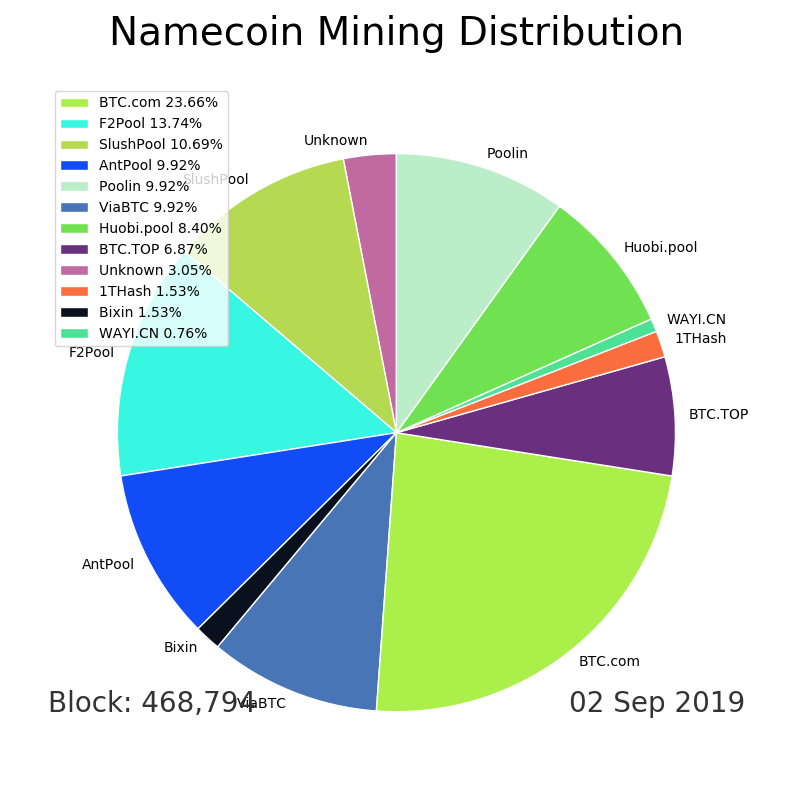 Namecoin Mining Distribution
BTC.com 23.66%
F2Pool 13.74%
SlushPool 10.69%
AntPool 9.92%
Poolin 9.92%
ViaBTC 9.92%
Huobi.pool 8.40%
BTC.TOP 6.87%
Unknown 3.05%
1THash 1.53%
Bixin 1.53%
WAYI.CN 0.76%
Unknown
Poolin
SlushPool
Huobi.pool
WAYI.CN
1THash
F2Pool
BTC.TOP
AntPool
Bixin
BTC.com
ViaBTC
Block: 468,794
02 Sep 2019